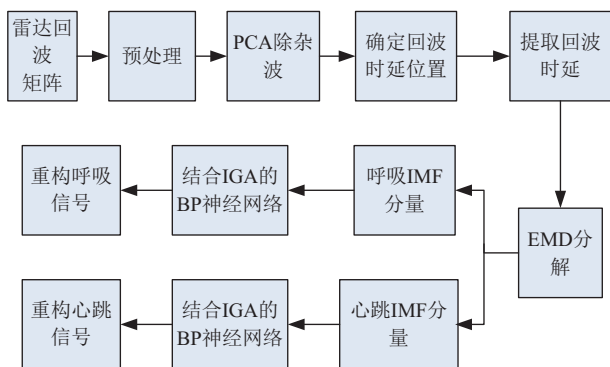 雷达回
波
矩阵
预处理
PCA除杂
波
确定回波
时延位置
提取回波
时延
重构呼吸
信号
结合IGA的
BP神经网络
呼吸IMF
分量
EMD分
解
重构心跳
信号
结合IGA的
BP神经网络
心跳IMF分
量